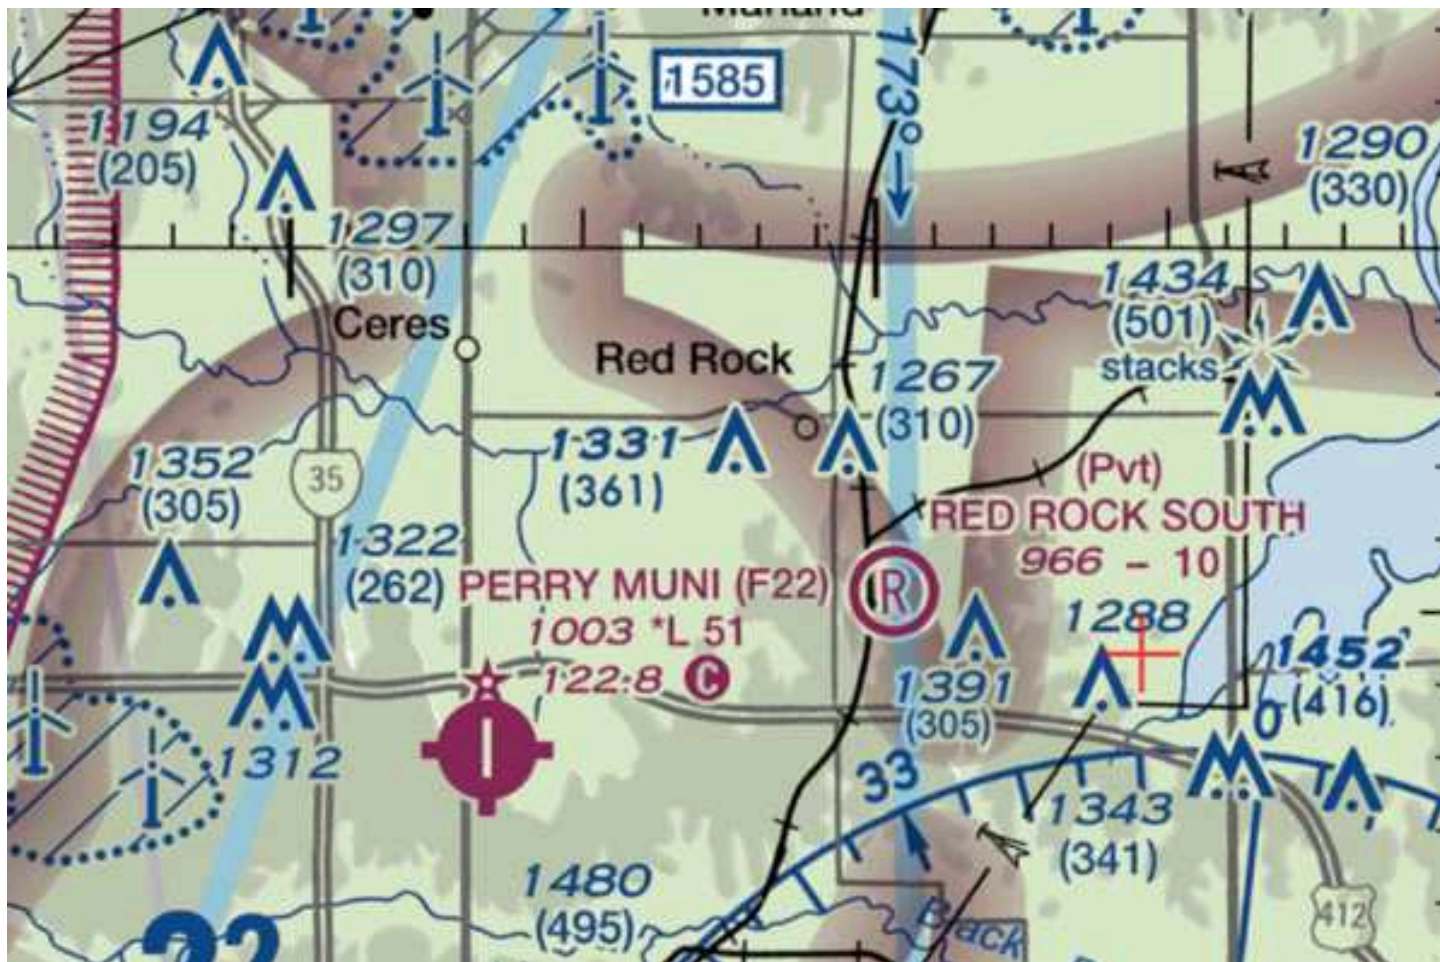 1585
173°
1194
(205)
1290
(330)
1297
(310)
Ceres
1434
(501)
stacks
Red Rock
1267
(310)
1331
(361)
1352
(305)
35
(Pvt)
RED ROCK SOUTH
966 - 10
R
1322
(262)
PERRY MUNI (F22)
1003 *L 51
122.8 C
1288
1391
(305)
1452
(416)
0
1312
33
1343
(341)
1480
(495)
412
Black